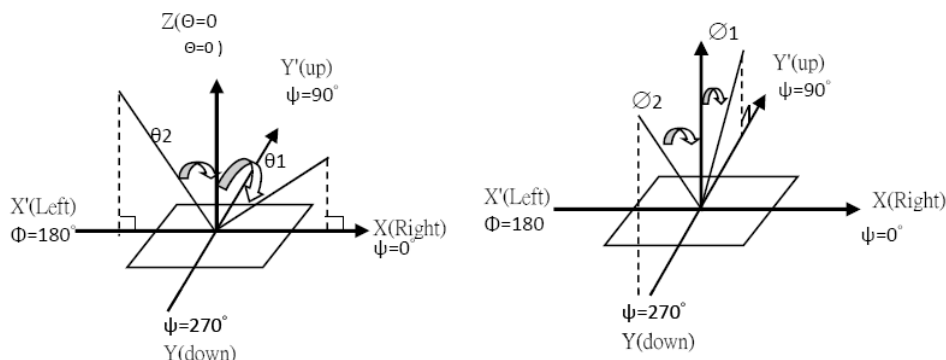 Z(Θ=0
Θ=0 )
Y'(up)
ψ=90°
θ2
θ1
X'(Left)
Φ=180°
X(Right)
ψ=0°
ψ=270°
Y(down)
∅1
Y'(up)
ψ=90°
∅2
X'(Left)
Φ=180
X(Right)
ψ=0°
ψ=270°
Y(down)